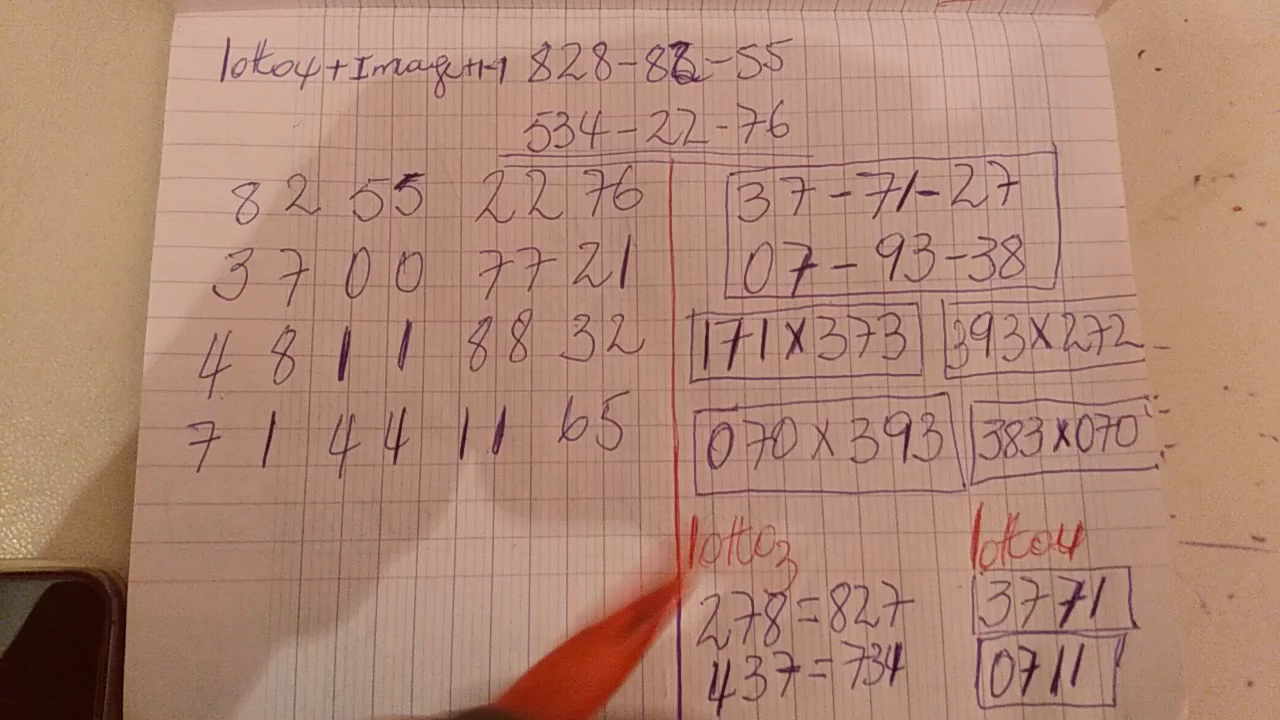 lotto4+Image+1-1 828-82-55
534-22-76
82 55 22 76
37 00 77 21
48 11 88 32
71 44 11 65
37-71-27
07-93-38
171x373
393x272
070x393
383x070
lotto3
278=827
437=734
lotto4
3771
0711